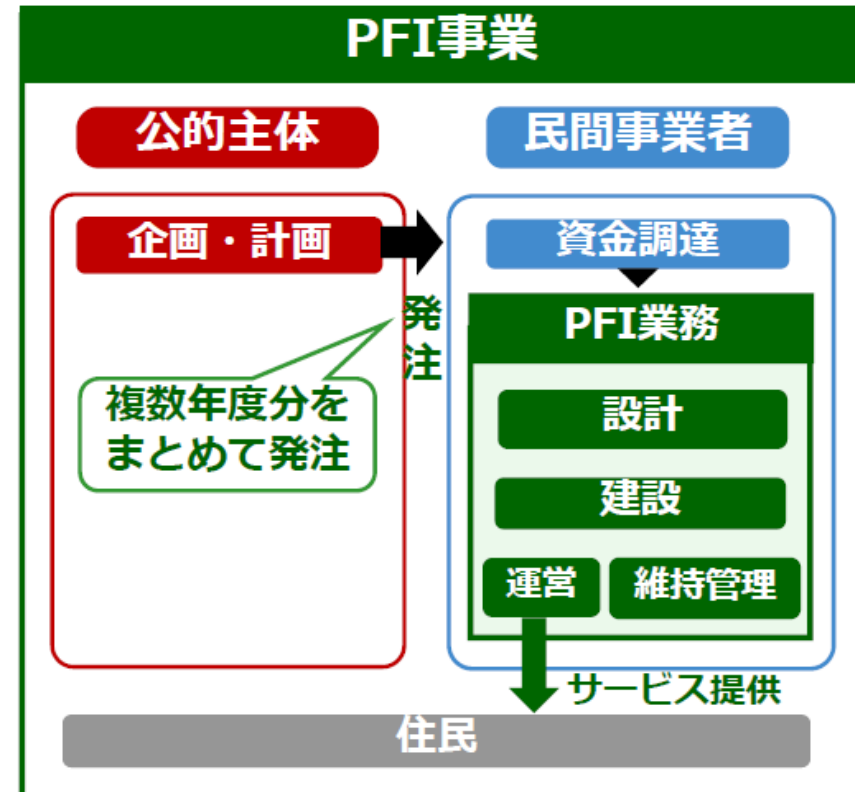 PFI事業
公的主体
民間事業者
企画・計画
資金調達
発
注
PFI業務
複数年度分を
まとめて発注
設計
建設
運営
維持管理
サービス提供
住民